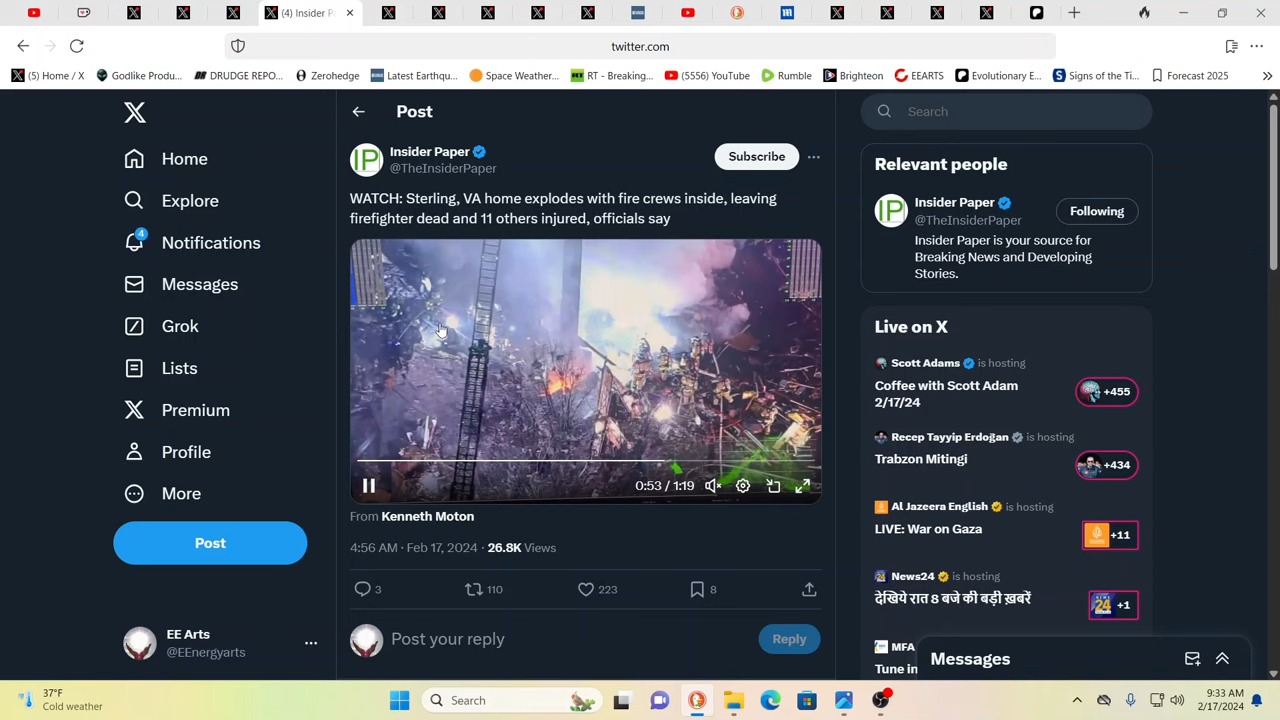 (4) Insider P
twitter.com
(5) Home / X
Godlike Produ...
DRUDGE REPO...
Zerohedge
Latest Earthqu...
Space Weather...
RT - Breaking...
(5556) YouTube
Rumble
Brighteon
EEARTS
Evolutionary E...
Signs of the Ti...
Forecast 2025
Home
Explore
4
Notifications
Messages
Grok
Lists
Premium
Profile
More
Post
EE Arts
@EEnergyarts
Post
Insider Paper
@TheInsiderPaper
Subscribe
WATCH: Sterling, VA home explodes with fire crews inside, leaving
firefighter dead and 11 others injured, officials say
0:53 / 1:19
From Kenneth Moton
4:56 AM · Feb 17, 2024 · 26.8K Views
3
110
223
8
Post your reply
Reply
Search
Relevant people
Insider Paper
@TheInsiderPaper
Following
Insider Paper is your source for
Breaking News and Developing
Stories.
Live on X
Scott Adams is hosting
Coffee with Scott Adam
2/17/24
+455
Recep Tayyip Erdoğan is hosting
Trabzon Mitingi
+434
Al Jazeera English is hosting
LIVE: War on Gaza
+11
News24 is hosting
देखिये रात 8 बजे की बड़ी ख़बरें
+1
MFA
Tune in
Messages
37°F
Cold weather
Search
9:33 AM
2/17/2024